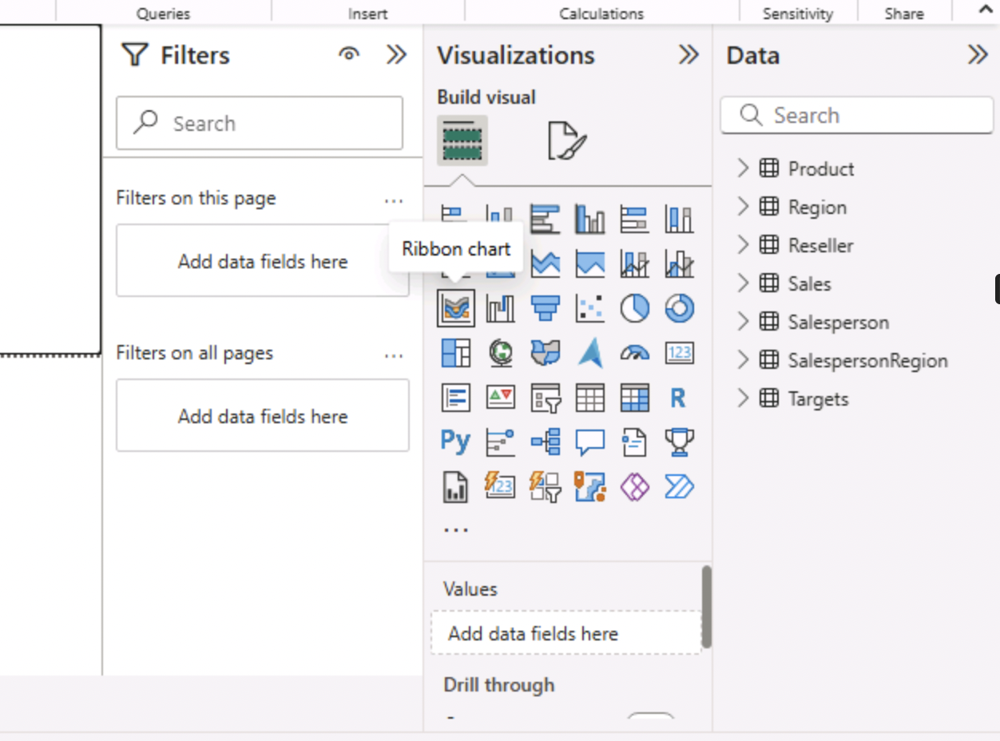 Queries Insert Calculations Sensitivity Share
Filters
Search
Filters on this page ...
Add data fields here
Filters on all pages ...
Add data fields here
Visualizations
Build visual
Ribbon chart
123
R
Py
123
...
Values
Add data fields here
Drill through
Data
Search
Product
Region
Reseller
Sales
Salesperson
SalespersonRegion
Targets